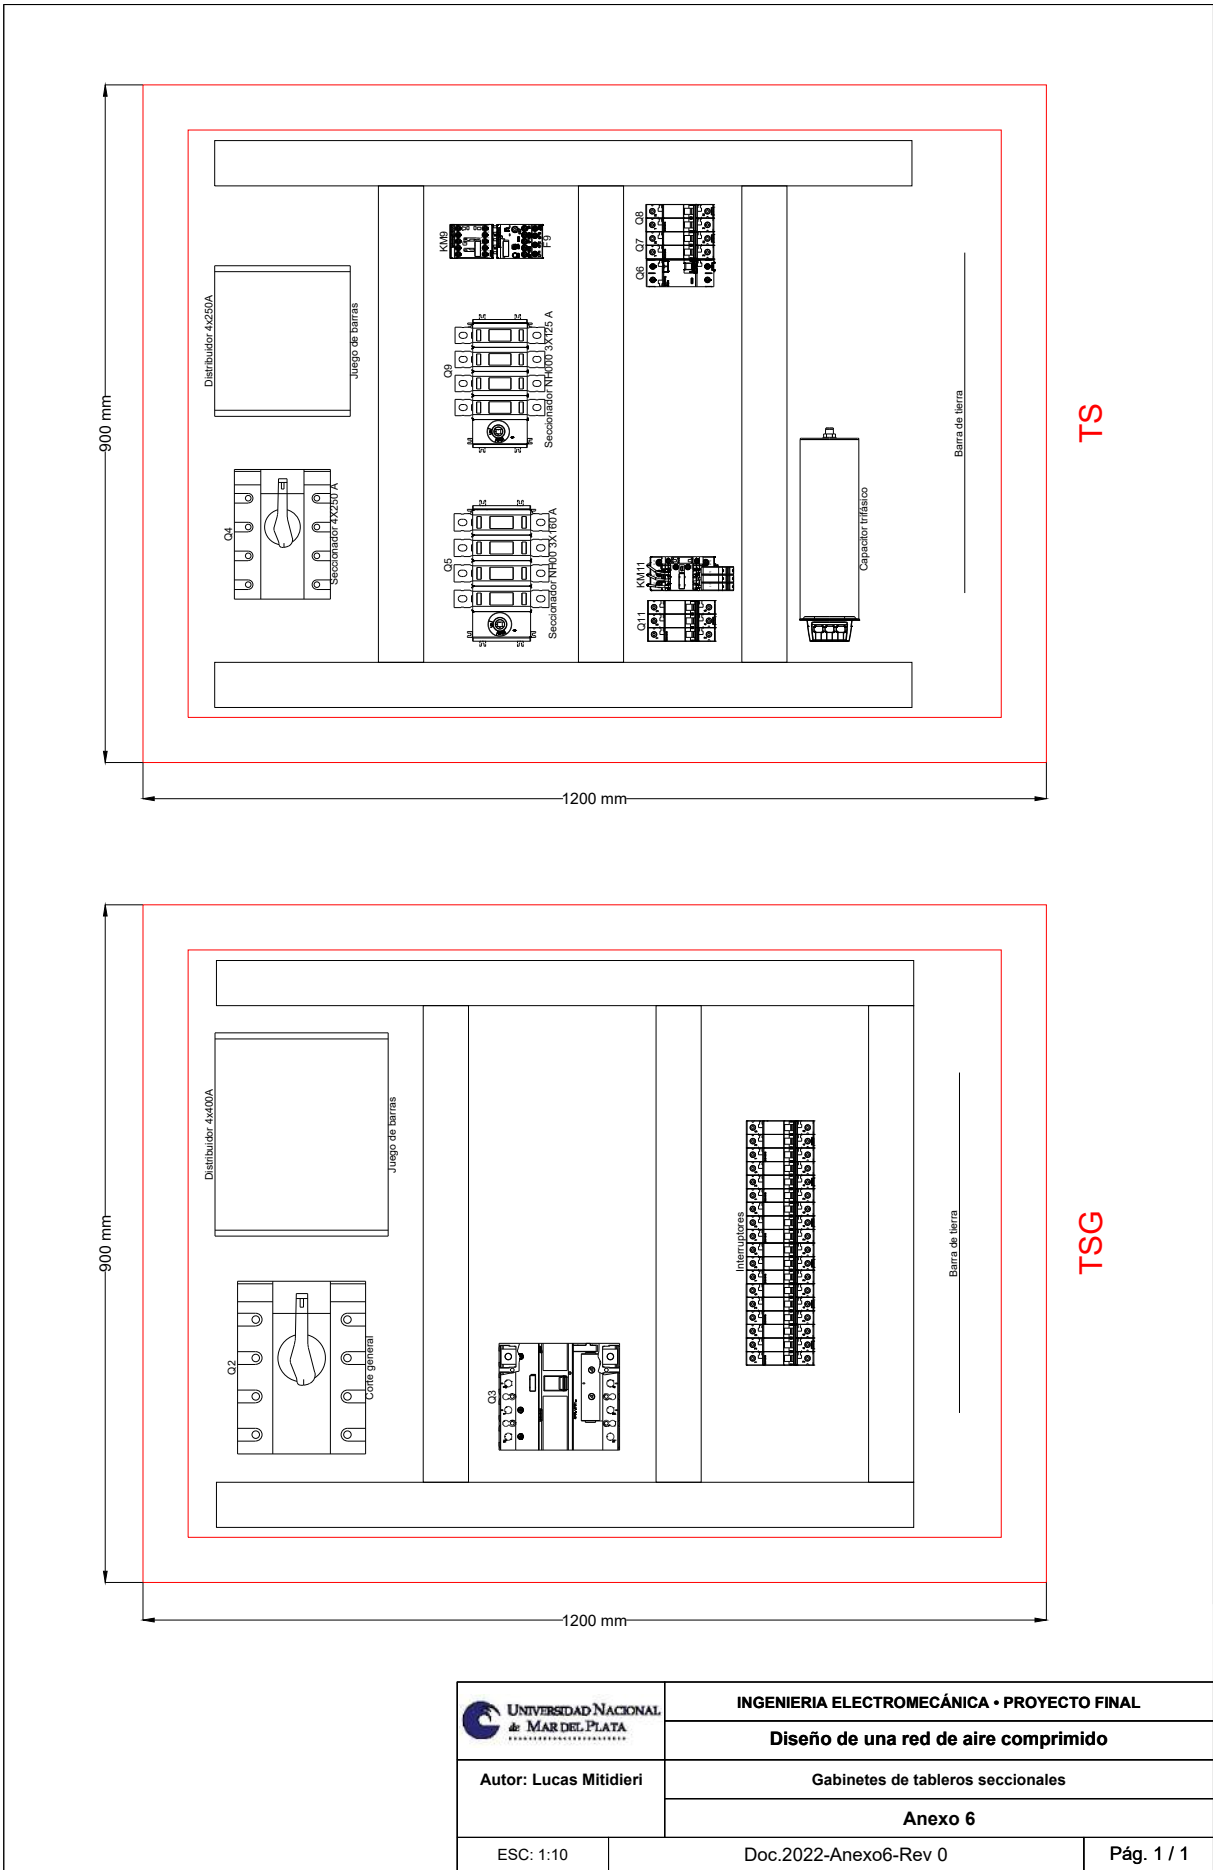 900 mm
1200 mm
Distribuidor 4x250A
Juego de barras
Q4
Seccionador 4X250 A
KM9
F9
Q9
Seccionador NH000 3X125 A
Q5
Seccionador NH00 3X160 A
Q8
Q7
Q6
KM11
Q11
Capacitor trifásico
Barra de tierra
TS
900 mm
1200 mm
Distribuidor 4x400A
Juego de barras
Q2
Corte general
Q3
Interruptores
Barra de tierra
TSG
UNIVERSIDAD NACIONAL
de MAR DEL PLATA
INGENIERIA ELECTROMECÁNICA • PROYECTO FINAL
Diseño de una red de aire comprimido
Autor: Lucas Mitidieri
Gabinetes de tableros seccionales
Anexo 6
ESC: 1:10
Doc.2022-Anexo6-Rev 0
Pág. 1 / 1